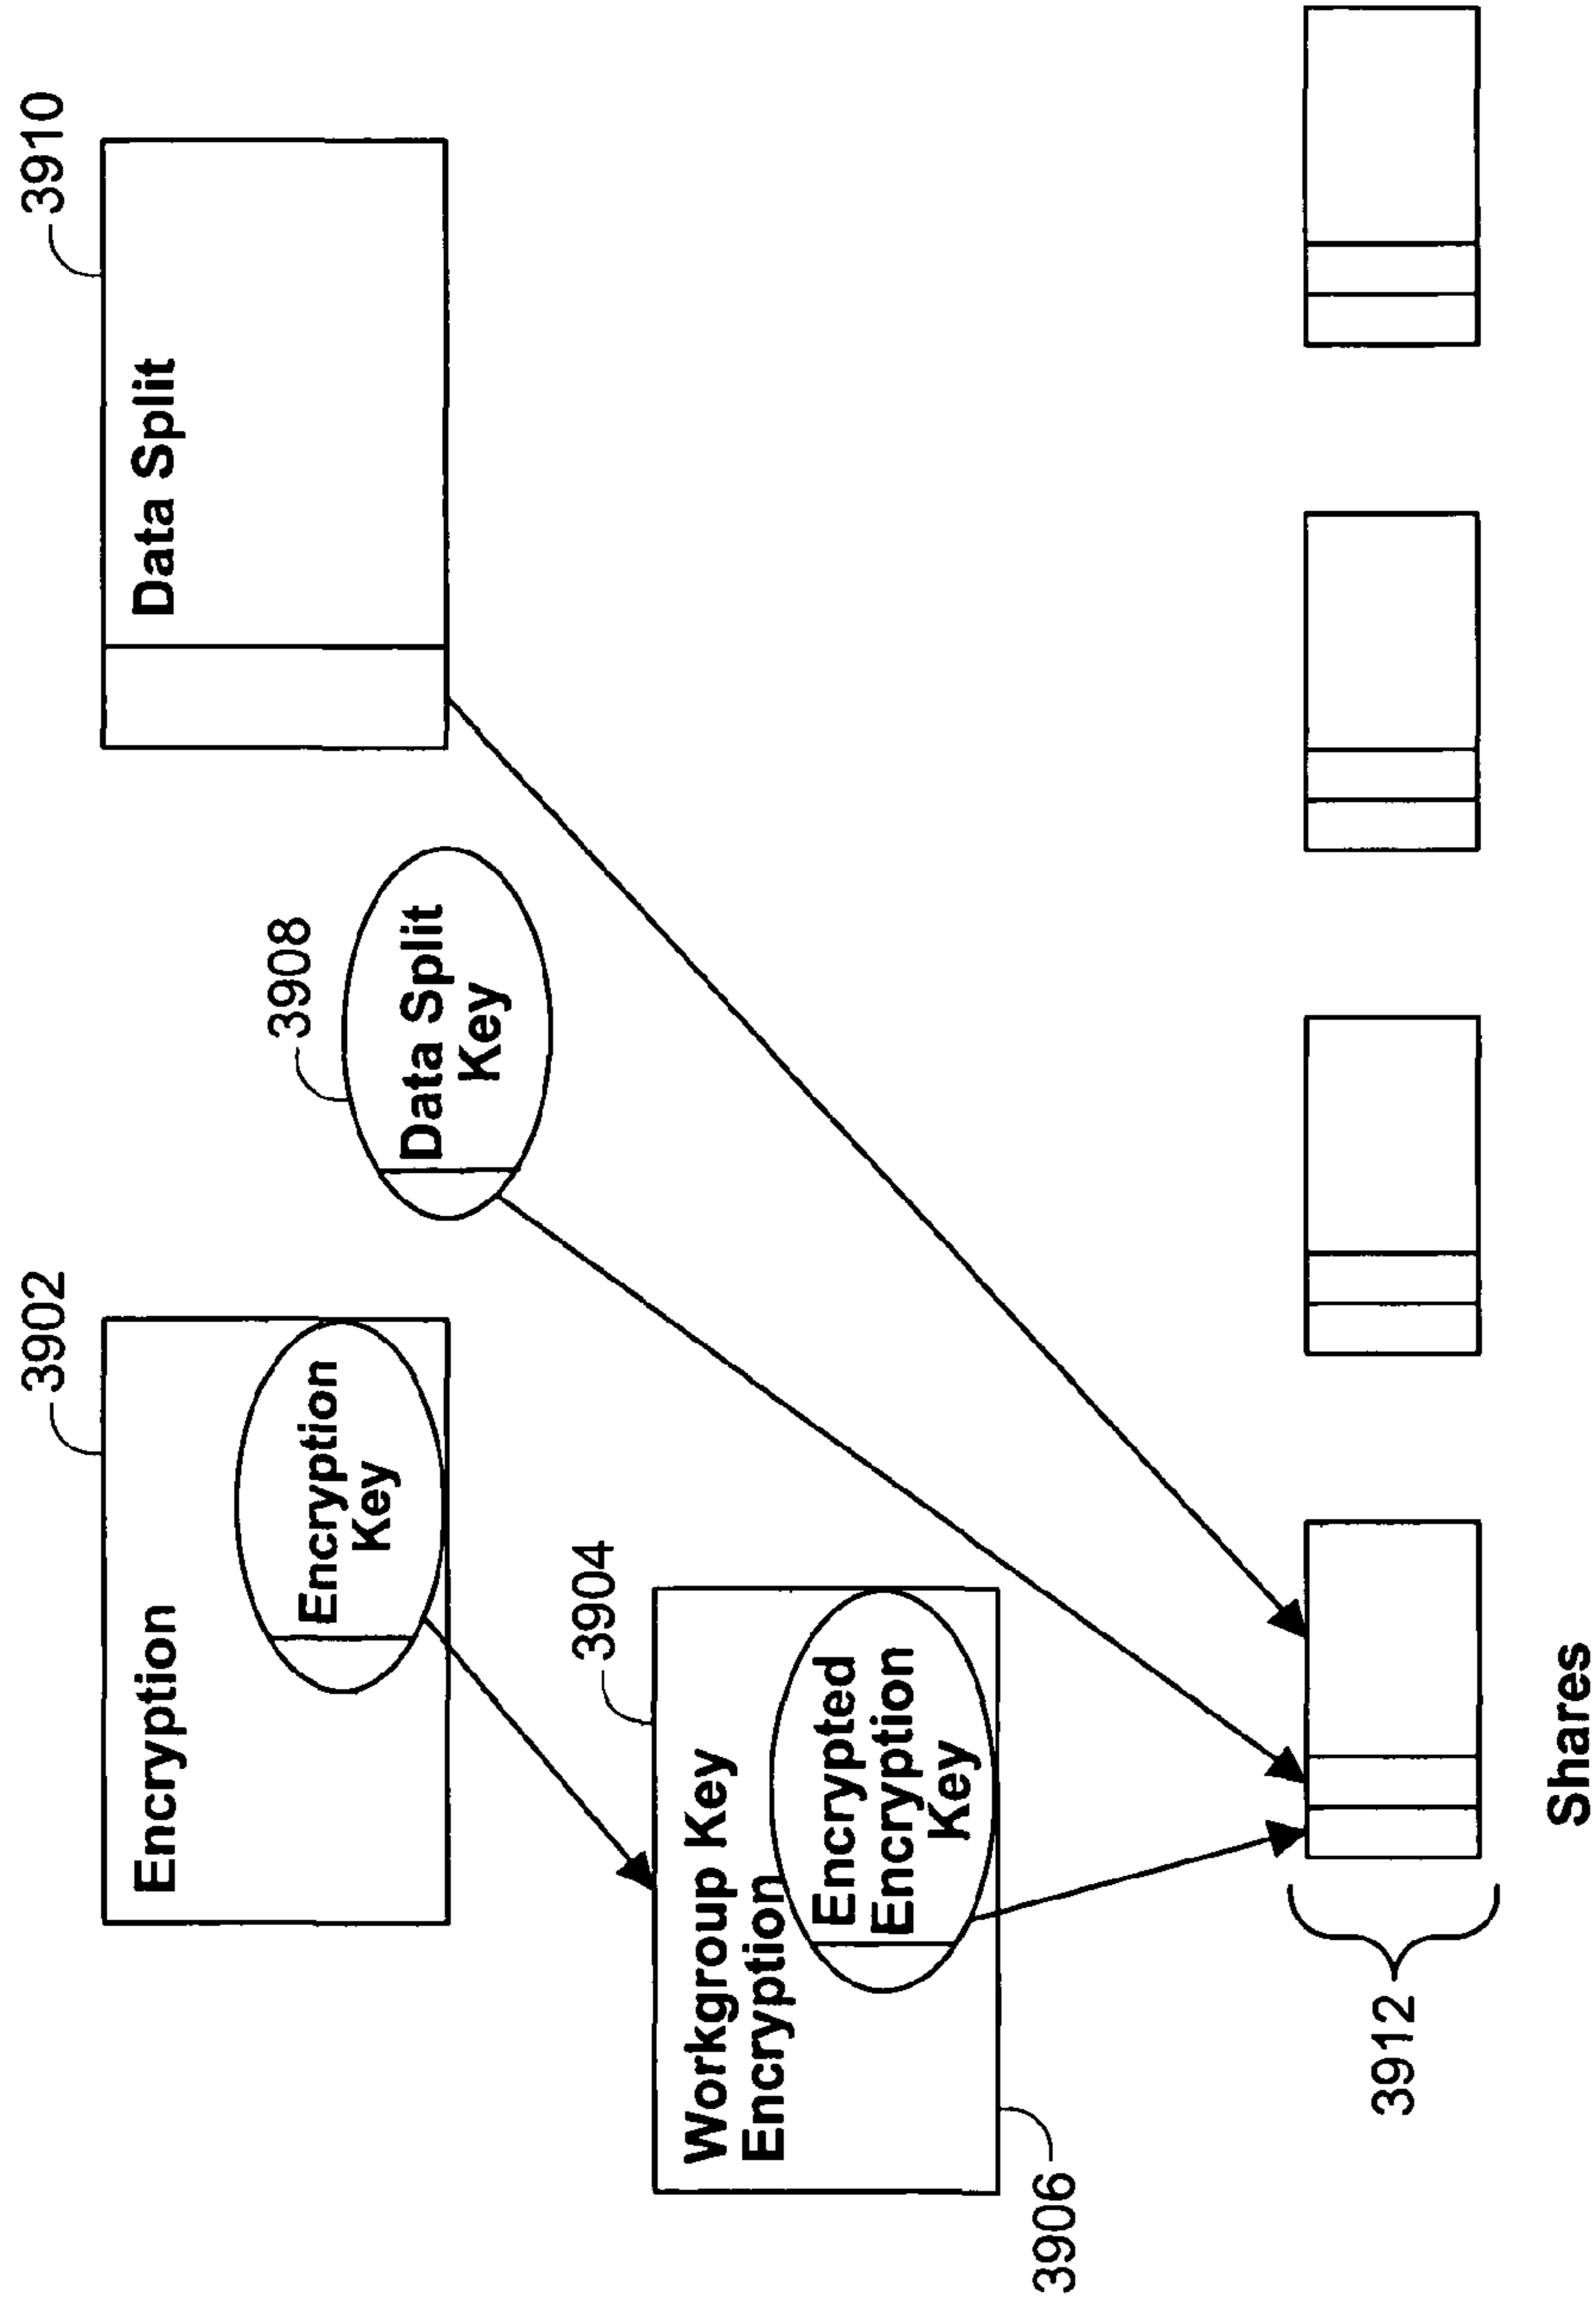 3902
3910
Encryption
Data Split
Encryption
Key
3908
Data Split
Key
3904
Workgroup Key
Encryption
Encrypted
Encryption
Key
3906
3912
Shares